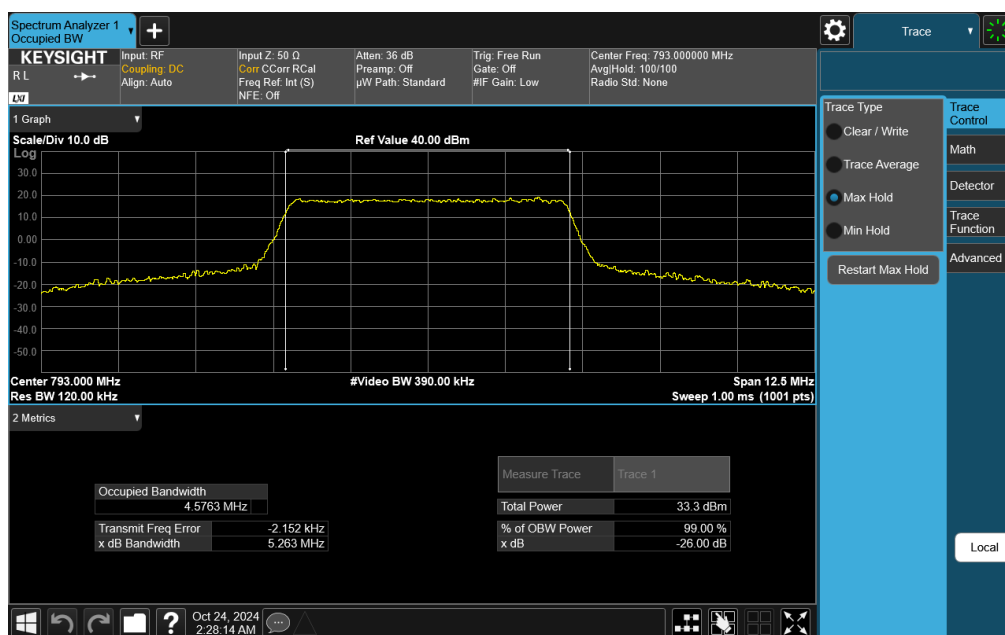 Spectrum Analyzer 1
Occupied BW
Trace
KEYSIGHT
R L
LXI
Input: RF
Coupling: DC
Align: Auto
Input Z: 50 Ω
Corr CCorr RCal
Freq Ref: Int (S)
NFE: Off
Atten: 36 dB
Preamp: Off
µW Path: Standard
Trig: Free Run
Gate: Off
#IF Gain: Low
Center Freq: 793.000000 MHz
Avg|Hold: 100/100
Radio Std: None
1 Graph
Scale/Div 10.0 dB
Ref Value 40.00 dBm
Log
30.0
20.0
10.0
0.00
-10.0
-20.0
-30.0
-40.0
-50.0
Center 793.000 MHz
#Video BW 390.00 kHz
Span 12.5 MHz
Res BW 120.00 kHz
Sweep 1.00 ms (1001 pts)
2 Metrics
Measure Trace
Trace 1
Occupied Bandwidth
4.5763 MHz
Total Power
33.3 dBm
Transmit Freq Error
-2.152 kHz
% of OBW Power
99.00 %
x dB Bandwidth
5.263 MHz
x dB
-26.00 dB
Trace Type
Clear / Write
Trace Average
Max Hold
Min Hold
Restart Max Hold
Trace
Control
Math
Detector
Trace
Function
Advanced
Local
?
Oct 24, 2024
2:28:14 AM